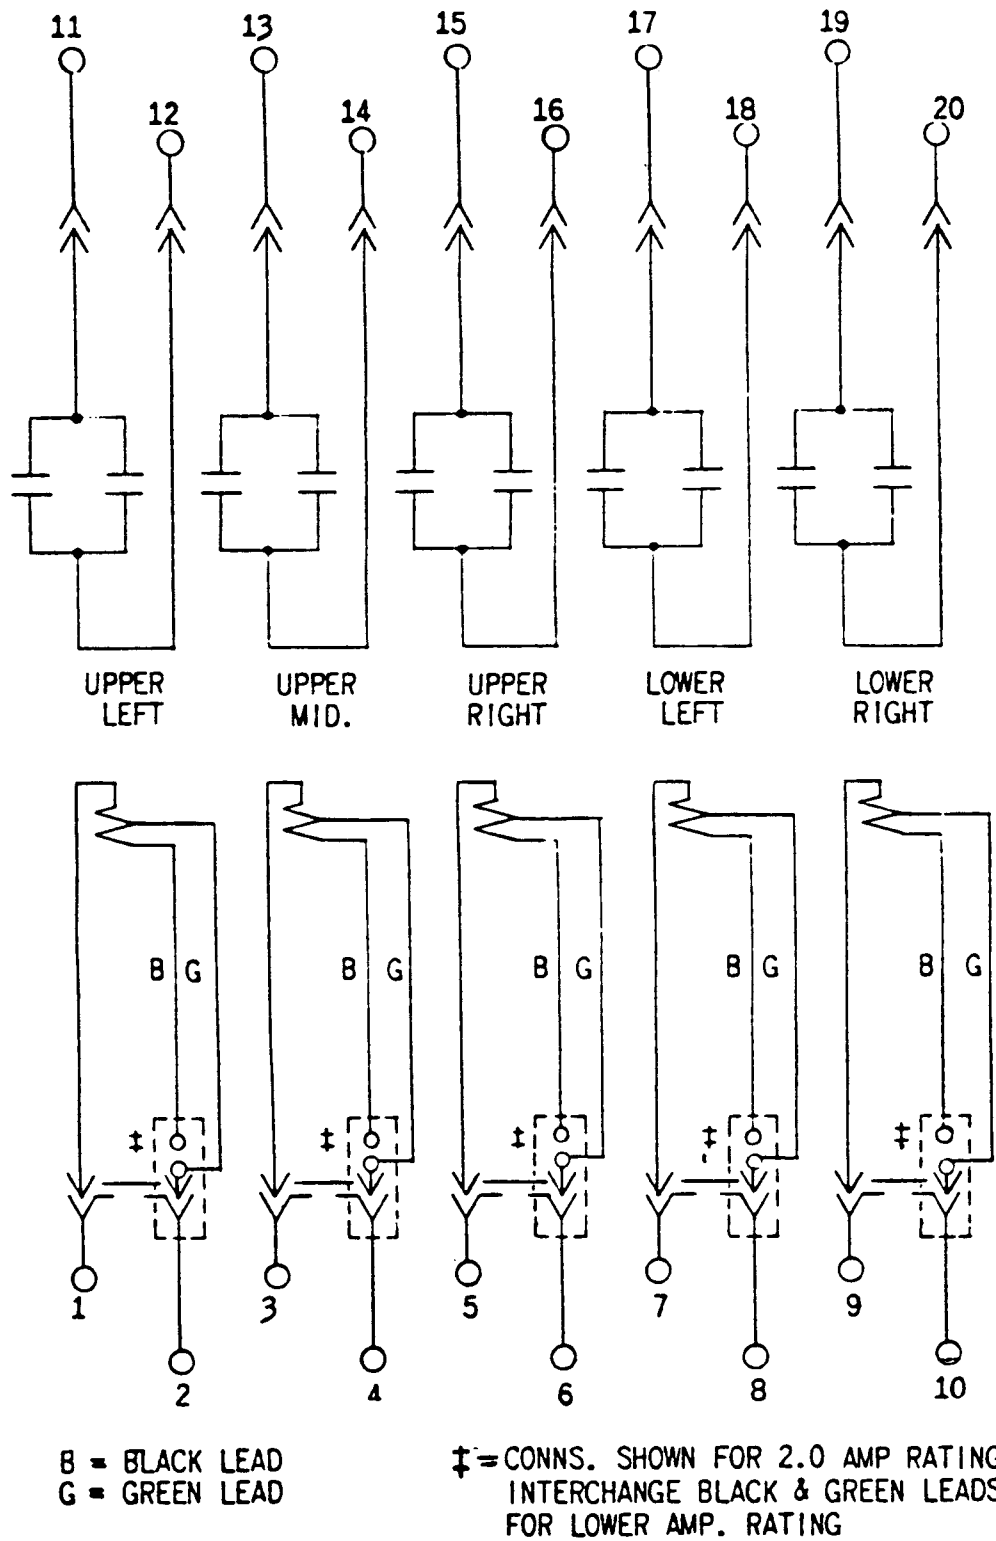 11 13 15 17 19
12 14 16 18 20
UPPER LEFT
UPPER MID.
UPPER RIGHT
LOWER LEFT
LOWER RIGHT
B G B G B G B G B G
‡ ‡ ‡ ‡ ‡
1 3 5 7 9
2 4 6 8 10
B = BLACK LEAD
G = GREEN LEAD
‡ = CONNS. SHOWN FOR 2.0 AMP RATING
INTERCHANGE BLACK & GREEN LEADS
FOR LOWER AMP. RATING